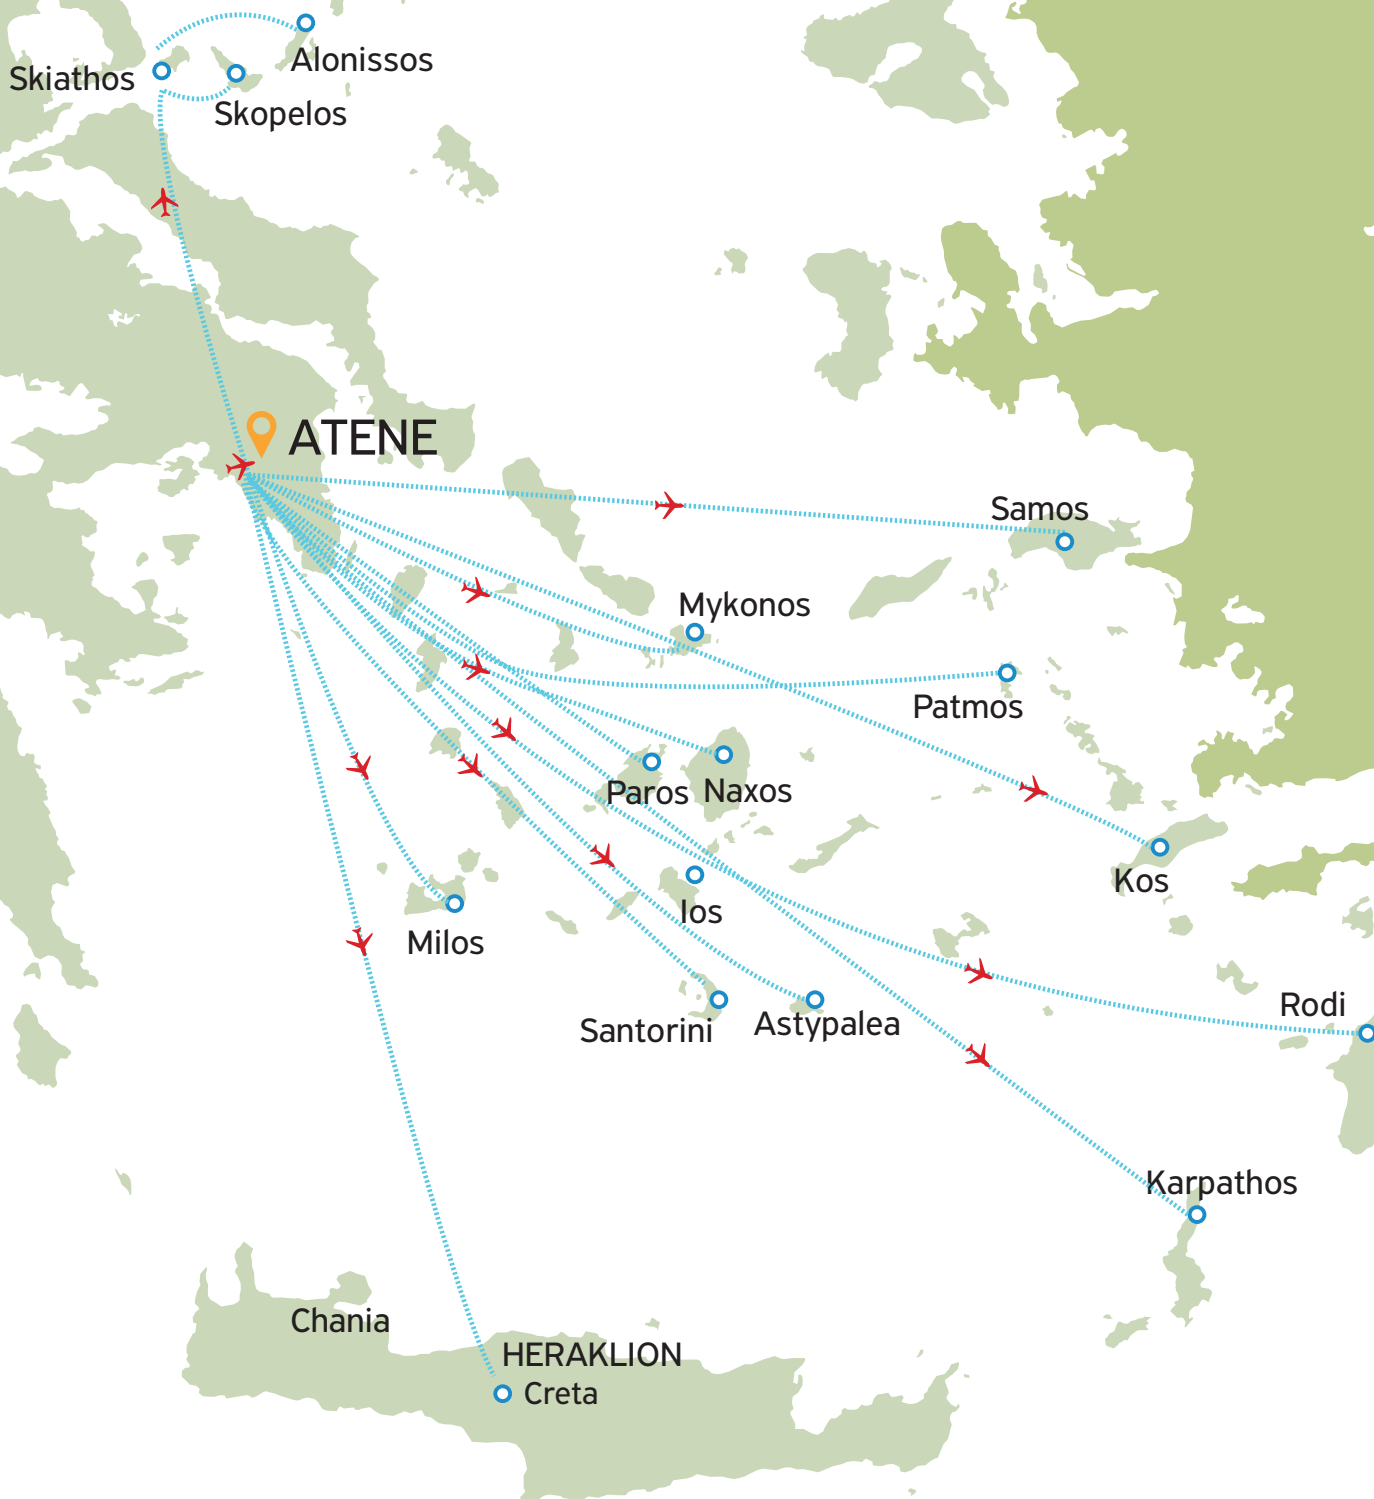 Alonissos
Skiathos
Skopelos
ATENE
Samos
Mykonos
Patmos
Paros
Naxos
Kos
Ios
Milos
Santorini
Astypalea
Rodi
Karpathos
Chania
HERAKLION
Creta